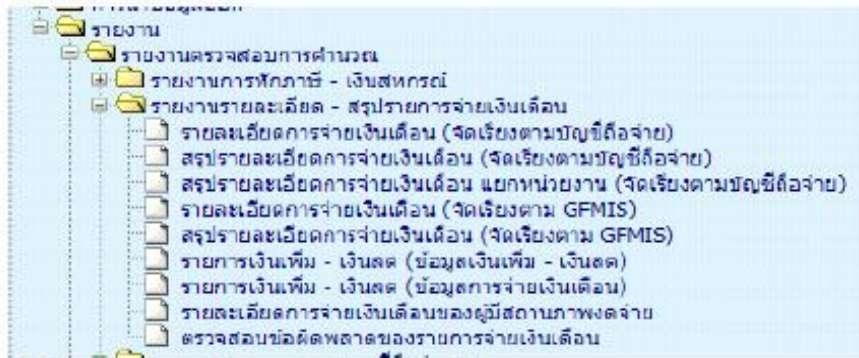 รายงาน
รายงานตรวจสอบการคำนวณ
รายงานการหักภาษี - เงินสหกรณ์
รายงานรายละเอียด - สรุปรายการจ่ายเงินเดือน
รายละเอียดการจ่ายเงินเดือน (จัดเรียงตามบัญชีถือจ่าย)
สรุปรายละเอียดการจ่ายเงินเดือน (จัดเรียงตามบัญชีถือจ่าย)
สรุปรายละเอียดการจ่ายเงินเดือน แยกหน่วยงาน (จัดเรียงตามบัญชีถือจ่าย)
รายละเอียดการจ่ายเงินเดือน (จัดเรียงตาม GFMIS)
สรุปรายละเอียดการจ่ายเงินเดือน (จัดเรียงตาม GFMIS)
รายการเงินเพิ่ม - เงินลด (ข้อมูลเงินเพิ่ม - เงินลด)
รายการเงินเพิ่ม - เงินลด (ข้อมูลการจ่ายเงินเดือน)
รายละเอียดการจ่ายเงินเดือนของผู้มีสถานภาพงดจ่าย
ตรวจสอบข้อผิดพลาดของรายการจ่ายเงินเดือน